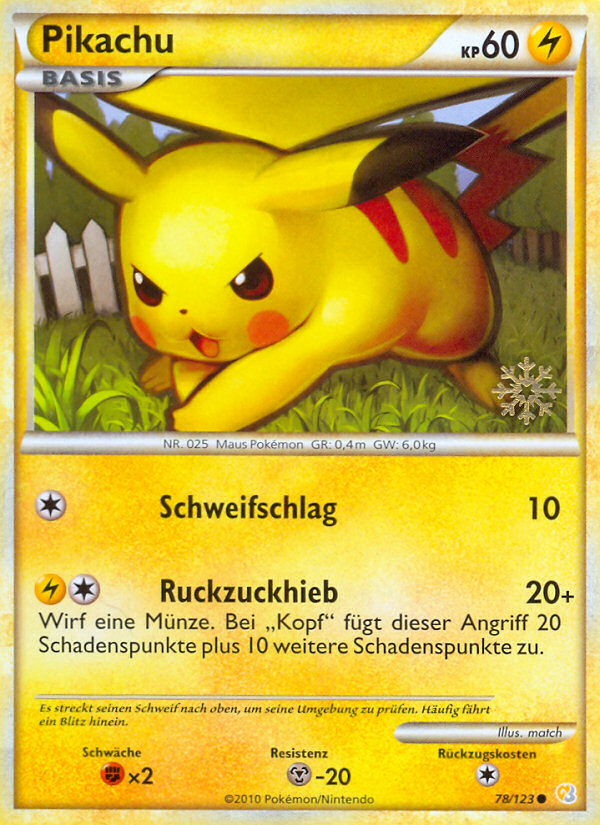 Pikachu
KP60
BASIS
NR. 025 Maus Pokémon GR: 0,4m GW: 6,0kg
Schweifschlag 10
Ruckzuckhieb 20+
Wirf eine Münze. Bei „Kopf“ fügt dieser Angriff 20
Schadenspunkte plus 10 weitere Schadenspunkte zu.
Es streckt seinen Schweif nach oben, um seine Umgebung zu prüfen. Häufig fährt
ein Blitz hinein.
Illus. match
Schwäche Resistenz Rückzugskosten
×2 -20
©2010 Pokémon/Nintendo 78/123